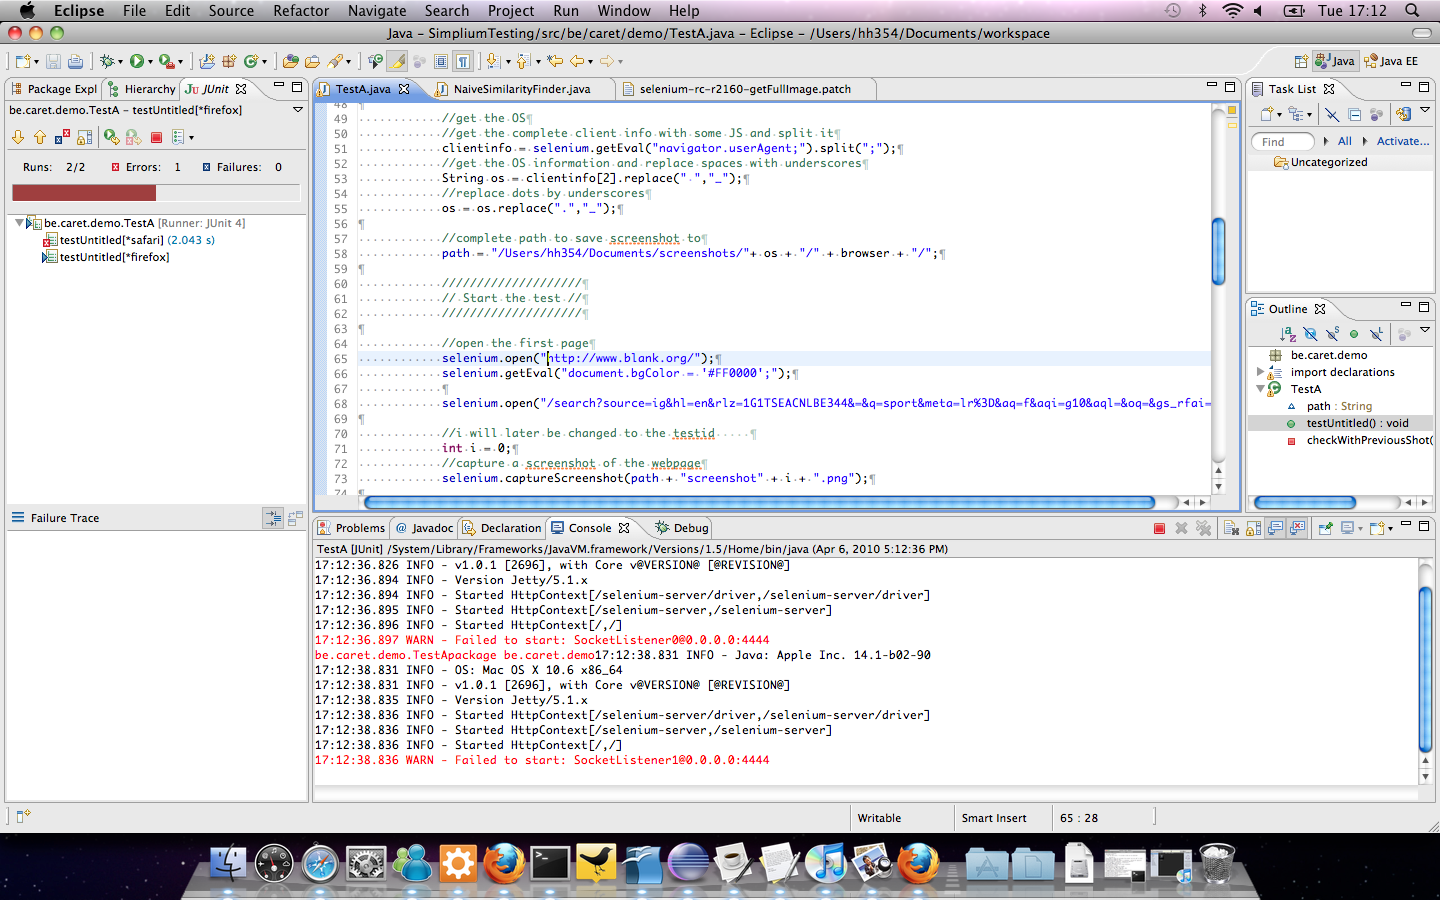 Eclipse File Edit Source Refactor Navigate Search Project Run Window Help Tue 17:12
Java – SimpliumTesting/src/be/caret/demo/TestA.java – Eclipse – /Users/hh354/Documents/workspace
Java Java EE
Package Expl Hierarchy JUnit
be.caret.demo.TestA – testUntitled[*firefox]
Runs: 2/2 Errors: 1 Failures: 0
be.caret.demo.TestA [Runner: JUnit 4]
testUntitled[*safari] (2.043 s)
testUntitled[*firefox]
Failure Trace
TestA.java NaiveSimilarityFinder.java selenium-rc-r2160-getFullImage.patch
48
49 //get the OS
50 //get the complete client info with some JS and split it
51 clientinfo = selenium.getEval("navigator.userAgent;").split(";");
52 //get the OS information and replace spaces with underscores
53 String os = clientinfo[2].replace(" ","_");
54 //replace dots by underscores
55 os = os.replace(".","_");
56
57 //complete path to save screenshot to
58 path = "/Users/hh354/Documents/screenshots/"+ os + "/" + browser + "/";
59
60 ////////////////////
61 // Start the test //
62 ////////////////////
63
64 //open the first page
65 selenium.open("http://www.blank.org/");
66 selenium.getEval("document.bgColor = '#FF0000';");
67
68 selenium.open("/search?source=ig&hl=en&rlz=1G1TSEACNLBE344&=&q=sport&meta=lr%3D&aq=f&aqi=g10&aql=&oq=&gs_rfai=
69
70 //i will later be changed to the testid
71 int i = 0;
72 //capture a screenshot of the webpage
73 selenium.captureScreenshot(path + "screenshot" + i + ".png");
74
Task List
Find All Activate...
Uncategorized
Outline
be.caret.demo
import declarations
TestA
path : String
testUntitled() : void
checkWithPreviousShot(
Problems @ Javadoc Declaration Console Debug
TestA [JUnit] /System/Library/Frameworks/JavaVM.framework/Versions/1.5/Home/bin/java (Apr 6, 2010 5:12:36 PM)
17:12:36.826 INFO - v1.0.1 [2696], with Core v@VERSION@ [@REVISION@]
17:12:36.894 INFO - Version Jetty/5.1.x
17:12:36.894 INFO - Started HttpContext[/selenium-server/driver,/selenium-server/driver]
17:12:36.895 INFO - Started HttpContext[/selenium-server,/selenium-server]
17:12:36.896 INFO - Started HttpContext[/,/]
17:12:36.897 WARN - Failed to start: SocketListener0@0.0.0.0:4444
be.caret.demo.TestApackage be.caret.demo17:12:38.831 INFO - Java: Apple Inc. 14.1-b02-90
17:12:38.831 INFO - OS: Mac OS X 10.6 x86_64
17:12:38.831 INFO - v1.0.1 [2696], with Core v@VERSION@ [@REVISION@]
17:12:38.835 INFO - Version Jetty/5.1.x
17:12:38.836 INFO - Started HttpContext[/selenium-server/driver,/selenium-server/driver]
17:12:38.836 INFO - Started HttpContext[/selenium-server,/selenium-server]
17:12:38.836 INFO - Started HttpContext[/,/]
17:12:38.836 WARN - Failed to start: SocketListener1@0.0.0.0:4444
Writable Smart Insert 65 : 28